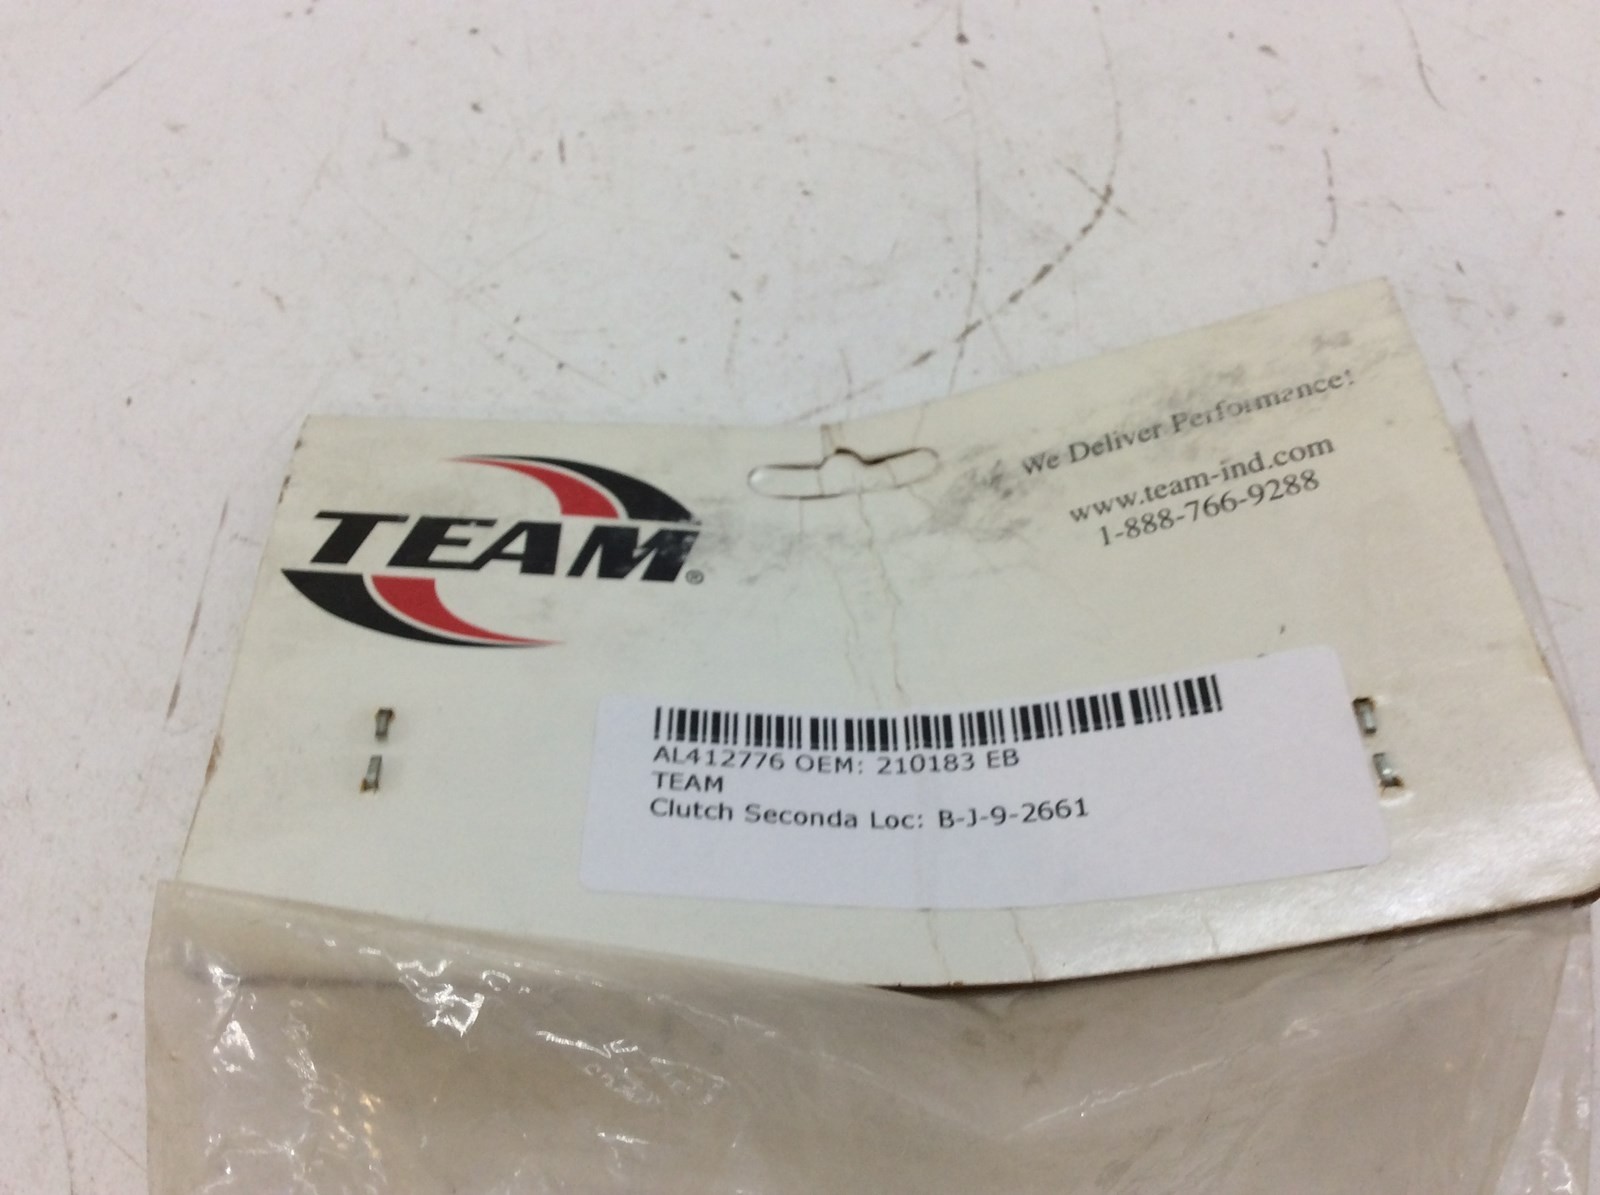 TEAM®
We Deliver Performance!
www.team-ind.com
1-888-766-9288
AL412776 OEM: 210183 EB
TEAM
Clutch Seconda Loc: B-J-9-2661